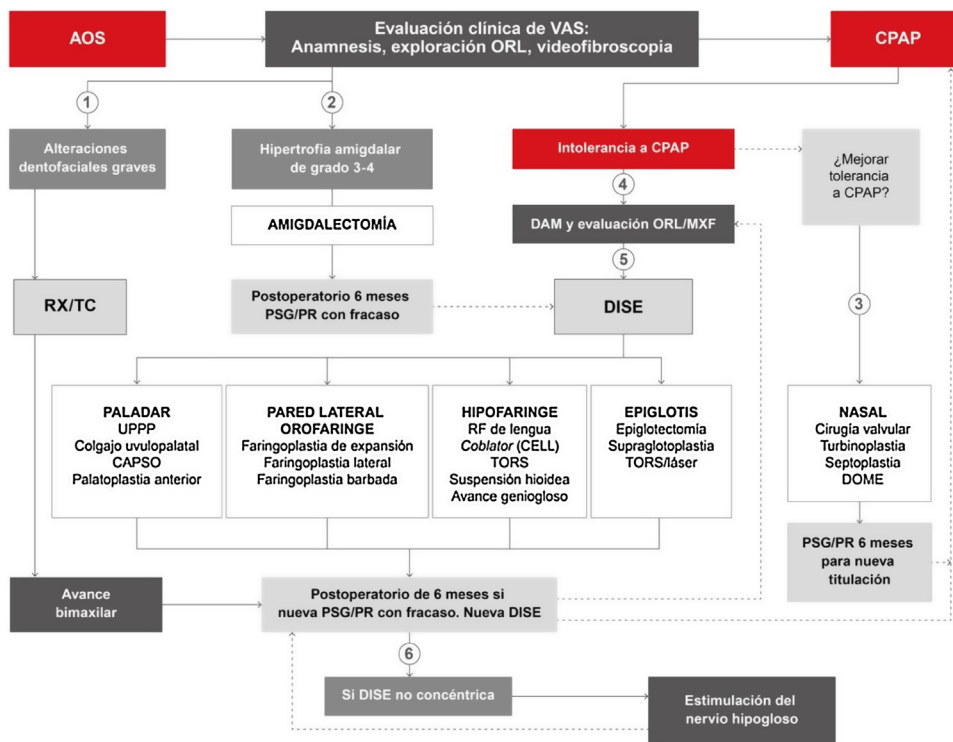 AOS
Evaluación clínica de VAS:
Anamnesis, exploración ORL, videofibroscopia
CPAP
1
2
Alteraciones
dentofaciales graves
Hipertrofia amigdalar
de grado 3-4
Intolerancia a CPAP
¿Mejorar
tolerancia
a CPAP?
4
AMIGDALECTOMÍA
DAM y evaluación ORL/MXF
5
3
RX/TC
Postoperatorio 6 meses
PSG/PR con fracaso
DISE
PALADAR
UPPP
Colgajo uvulopalatal
CAPSO
Palatoplastia anterior
PARED LATERAL
OROFARINGE
Faringoplastia de expansión
Faringoplastia lateral
Faringoplastia barbada
HIPOFARINGE
RF de lengua
Coblator (CELL)
TORS
Suspensión hioidea
Avance geniogloso
EPIGLOTIS
Epiglotectomía
Supraglotoplastia
TORS/láser
NASAL
Cirugía valvular
Turbinoplastia
Septoplastia
DOME
PSG/PR 6 meses
para nueva
titulación
Avance
bimaxilar
Postoperatorio de 6 meses si
nueva PSG/PR con fracaso. Nueva DISE
6
Si DISE no concéntrica
Estimulación del
nervio hipogloso